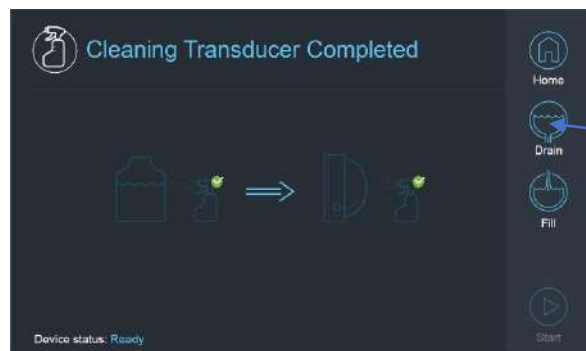 Cleaning Transducer Completed
Home
Drain
Fill
Start
Device status: Ready